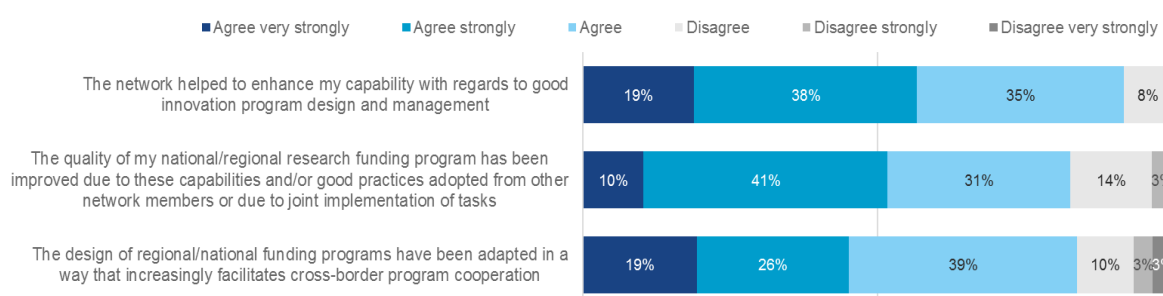 Agree very strongly Agree strongly Agree Disagree Disagree strongly Disagree very strongly
The network helped to enhance my capability with regards to good
innovation program design and management
19% 38% 35% 8%
The quality of my national/regional research funding program has been
improved due to these capabilities and/or good practices adopted from other
network members or due to joint implementation of tasks
10% 41% 31% 14% 3%
The design of regional/national funding programs have been adapted in a
way that increasingly facilitates cross-border program cooperation
19% 26% 39% 10% 3% 3%